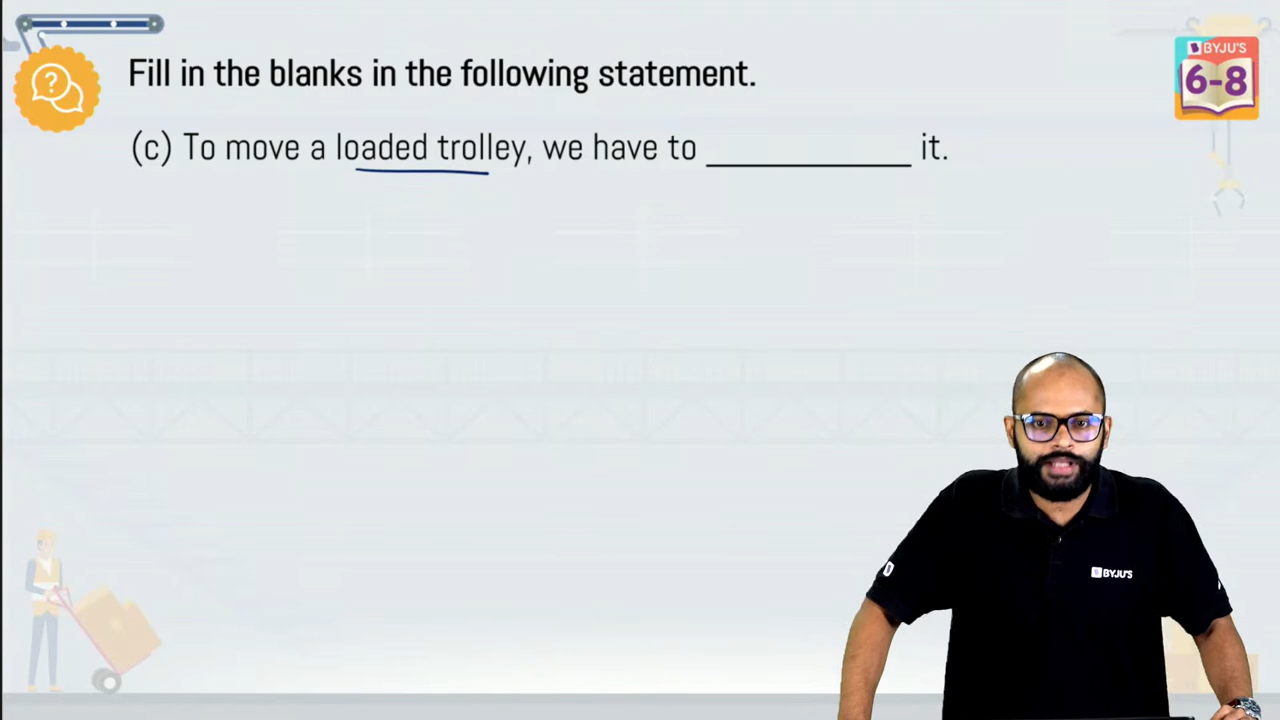 BYJU'S
6-8
Fill in the blanks in the following statement.
(c) To move a loaded trolley, we have to ____________ it.
BYJU'S